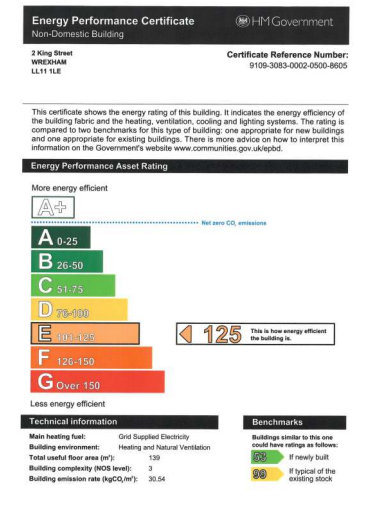 Energy Performance Certificate
HM Government
Non-Domestic Building
2 King Street
WREXHAM
LL11 1LE
Certificate Reference Number:
9109-3083-0002-0500-8605
This certificate shows the energy rating of this building. It indicates the energy efficiency of
the building fabric and the heating, ventilation, cooling and lighting systems. The rating is
compared to two benchmarks for this type of building: one appropriate for new buildings
and one appropriate for existing buildings. There is more advice on how to interpret this
information on the Government's website www.communities.gov.uk/epbd.
Energy Performance Asset Rating
More energy efficient
A+
Net zero CO₂ emissions
A 0-25
B 26-50
C 51-75
D 76-100
E 101-125
125
This is how energy efficient
the building is.
F 126-150
G Over 150
Less energy efficient
Technical information
Main heating fuel: Grid Supplied Electricity
Building environment: Heating and Natural Ventilation
Total useful floor area (m²): 139
Building complexity (NOS level): 3
Building emission rate (kgCO₂/m²): 30.54
Benchmarks
Buildings similar to this one
could have ratings as follows:
53 If newly built
99 If typical of the
existing stock